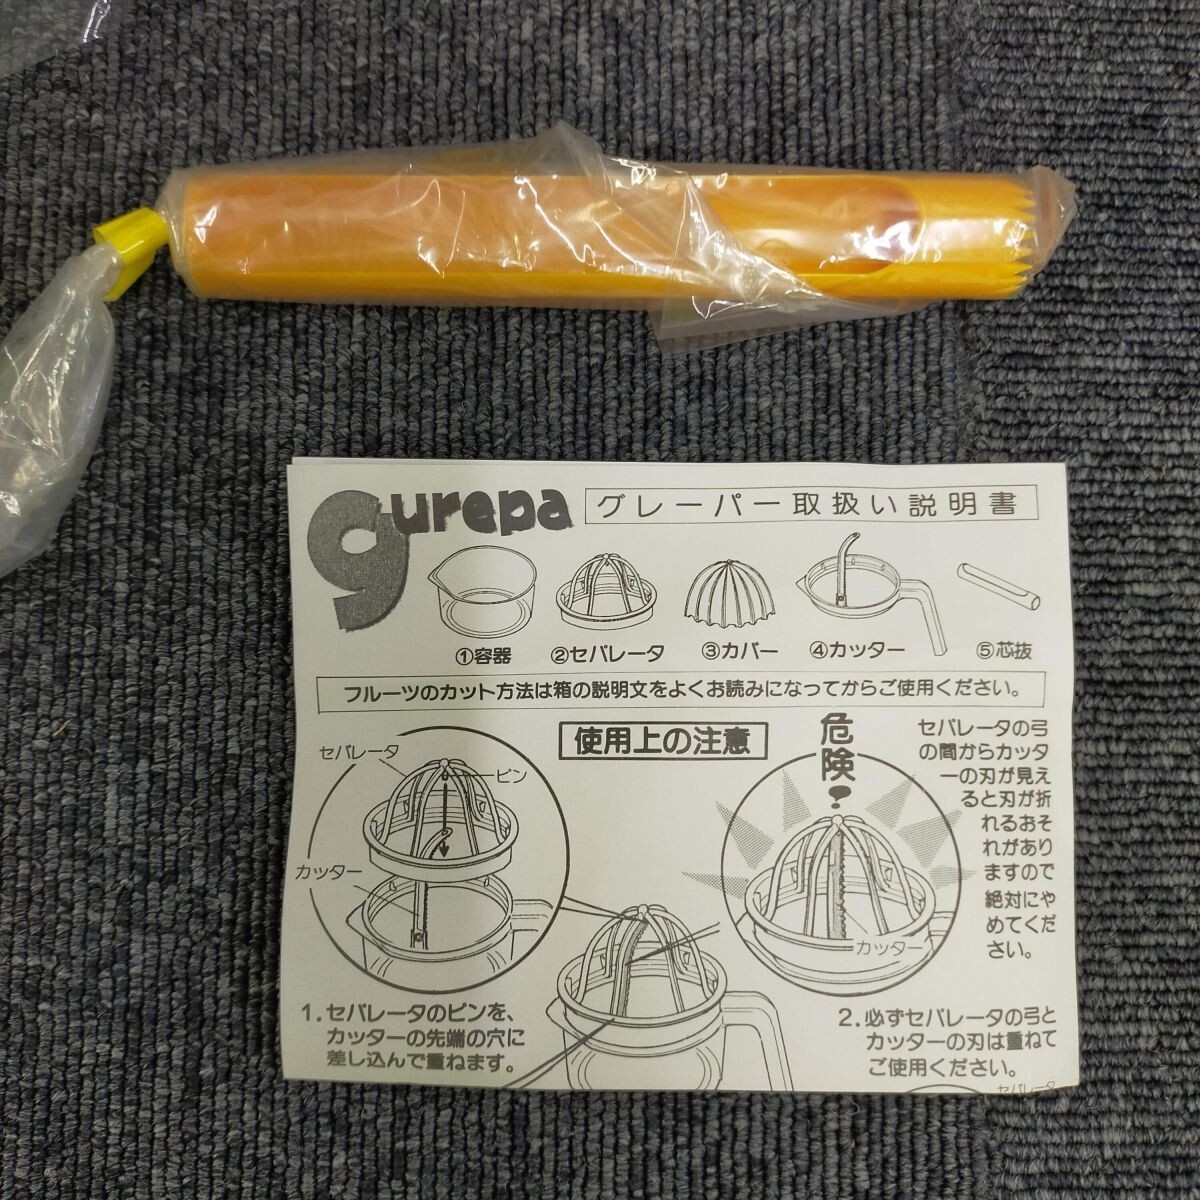 gurepa
グレーパー取扱い説明書
①容器 ②セパレータ ③カバー ④カッター ⑤芯抜
フルーツのカット方法は箱の説明文をよくお読みになってからご使用ください。
使用上の注意
セパレータ
ピン
カッター
危険!
セパレータの弓
の間からカッタ
ーの刃が見え
ると刃が折
れるおそ
れがあり
ますので
絶対にや
めてくだ
さい。
カッター
1.セパレータのピンを、
カッターの先端の穴に
差し込んで重ねます。
2.必ずセパレータの弓と
カッターの刃は重ねて
ご使用ください。
セパレータ